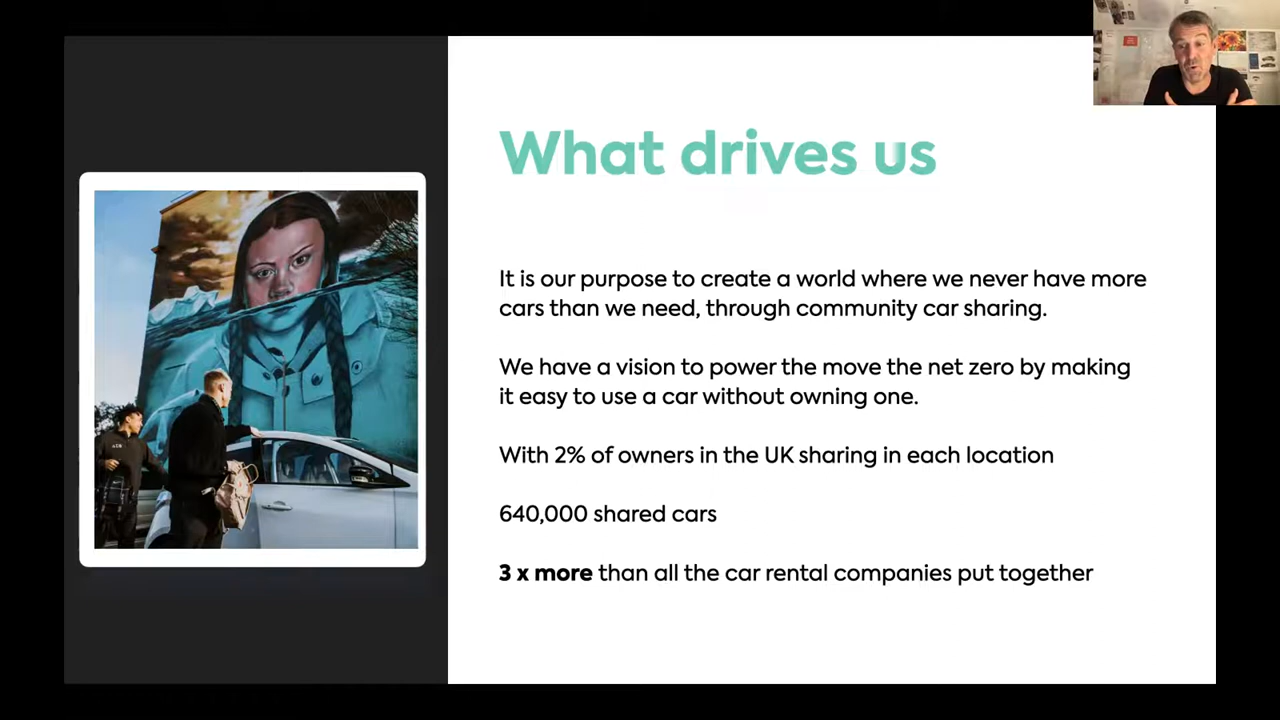 What drives us
It is our purpose to create a world where we never have more
cars than we need, through community car sharing.
We have a vision to power the move the net zero by making
it easy to use a car without owning one.
With 2% of owners in the UK sharing in each location
640,000 shared cars
3 x more than all the car rental companies put together